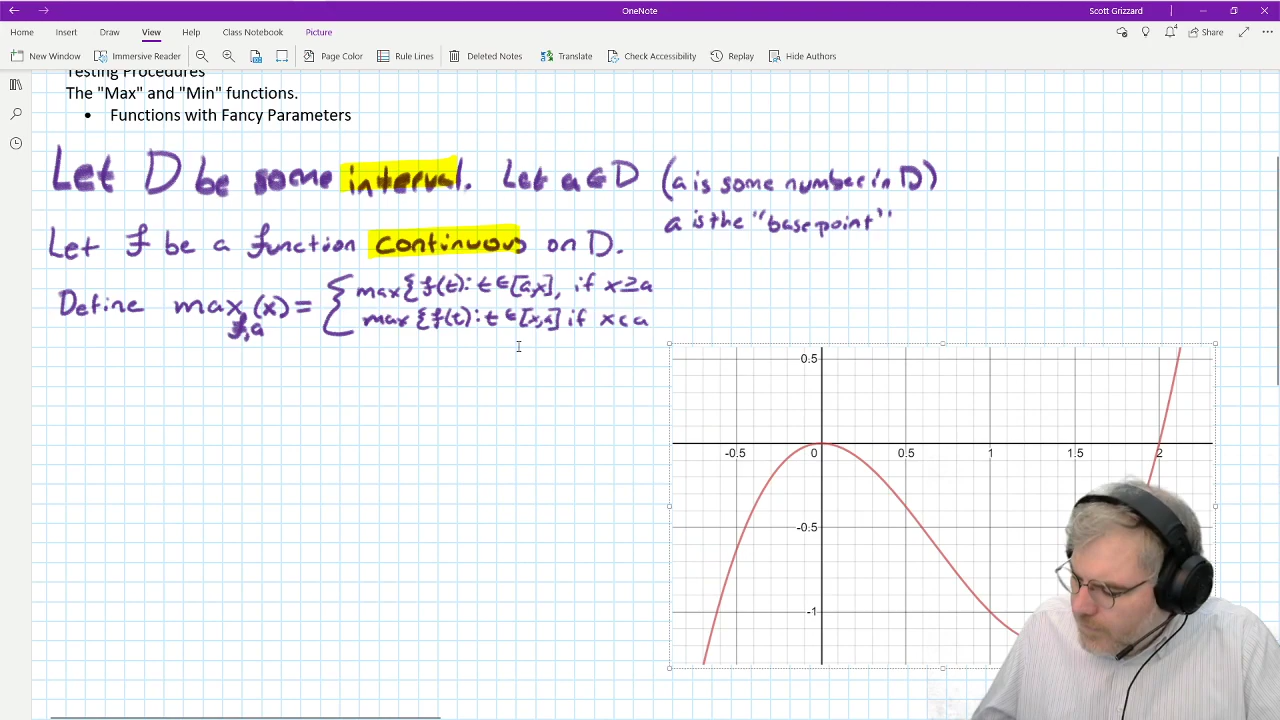 OneNote
Scott Grizzard
Home Insert Draw View Help Class Notebook Picture
Share
New Window Immersive Reader Page Color Rule Lines Deleted Notes Translate Check Accessibility Replay Hide Authors
Testing Procedures
The "Max" and "Min" functions.
• Functions with Fancy Parameters
Let D be some interval. Let a ∈ D (a is some number in D)
a is the "base point"
Let f be a function continuous on D.
Define max_{f,a}(x) = { max{f(t): t ∈ [a,x], if x ≥ a
max {f(t): t ∈ [x,a] if x < a
0.5
-0.5 0 0.5 1 1.5 2
-0.5
-1